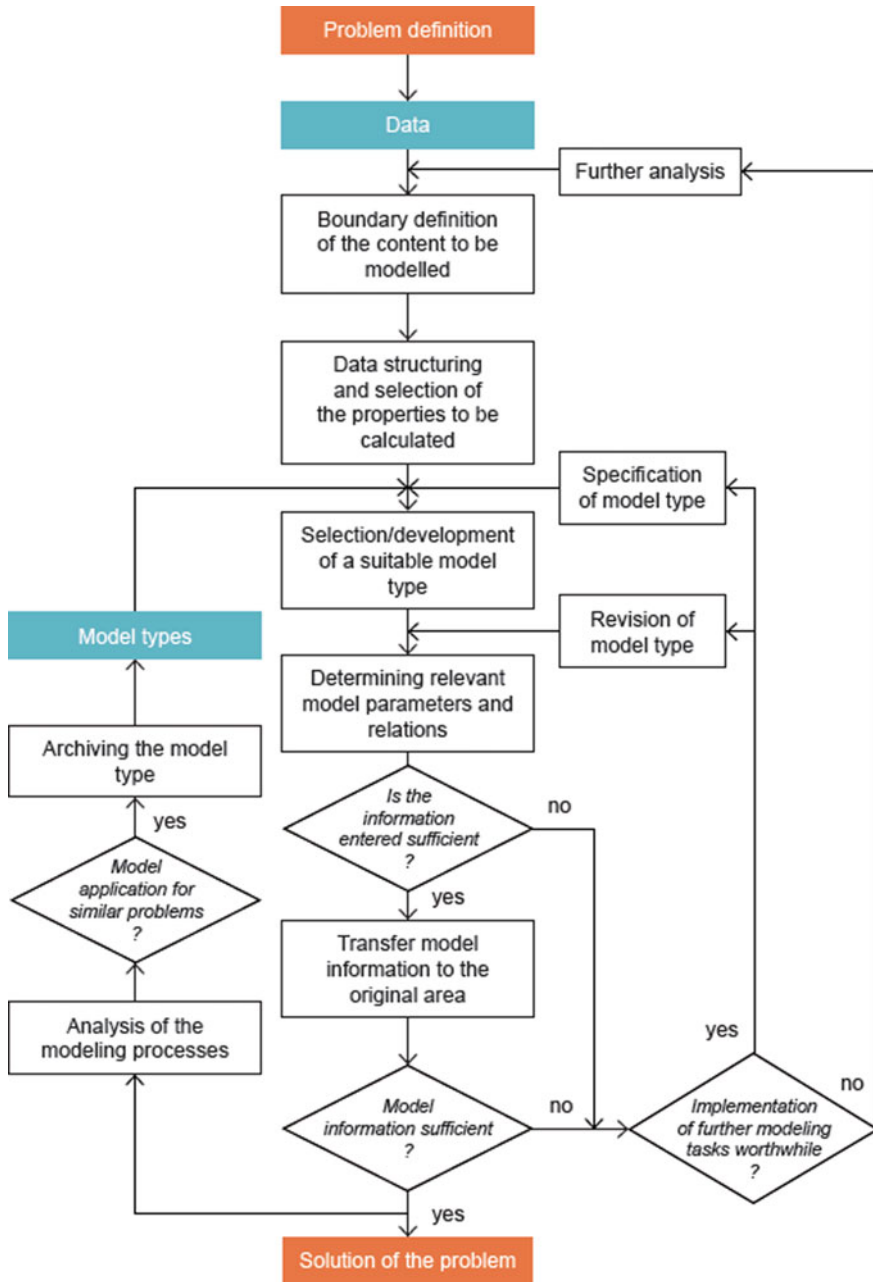 Problem definition
Data
Further analysis
Boundary definition
of the content to be
modelled
Data structuring
and selection of
the properties to be
calculated
Specification
of model type
Selection/development
of a suitable model
type
Model types
Revision of
model type
Determining relevant
model parameters and
relations
Archiving the model
type
Is the
information
entered sufficient
?
no
yes
yes
Model
application for
similar problems
?
Transfer model
information to the
original area
Analysis of the
modeling processes
yes
no
Model
information sufficient
?
no
Implementation
of further modeling
tasks worthwhile
?
yes
Solution of the problem